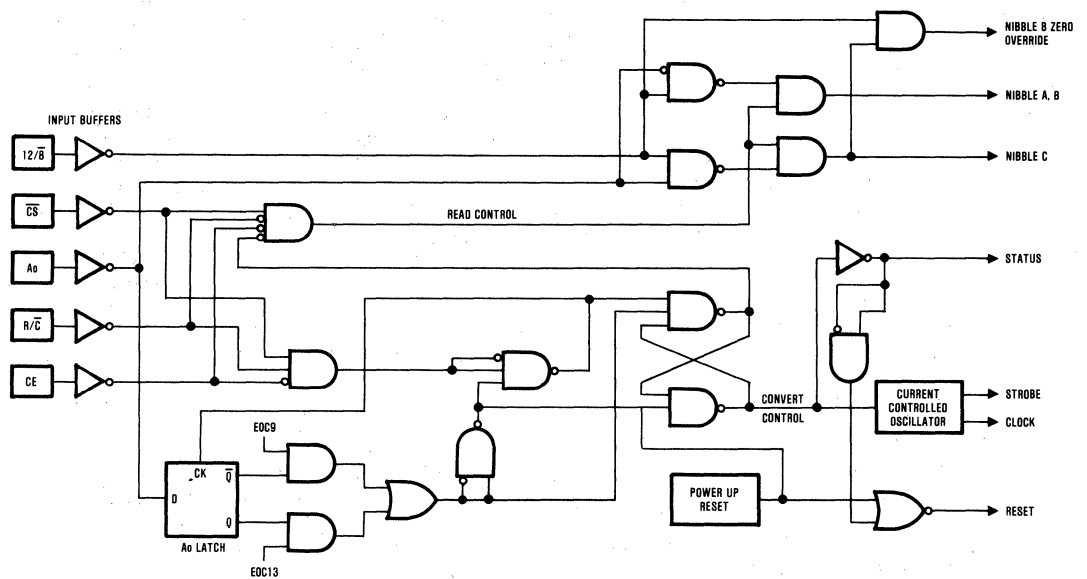 NIBBLE B ZERO
OVERRIDE
NIBBLE A, B
INPUT BUFFERS
12/8̅
NIBBLE C
C̅S̅
READ CONTROL
Ao
STATUS
R/C̅
CE
CONVERT
CONTROL
CURRENT
CONTROLLED
OSCILLATOR
STROBE
CLOCK
EOC9
CK
Q̅
D
Q
POWER UP
RESET
RESET
Ao LATCH
EOC13